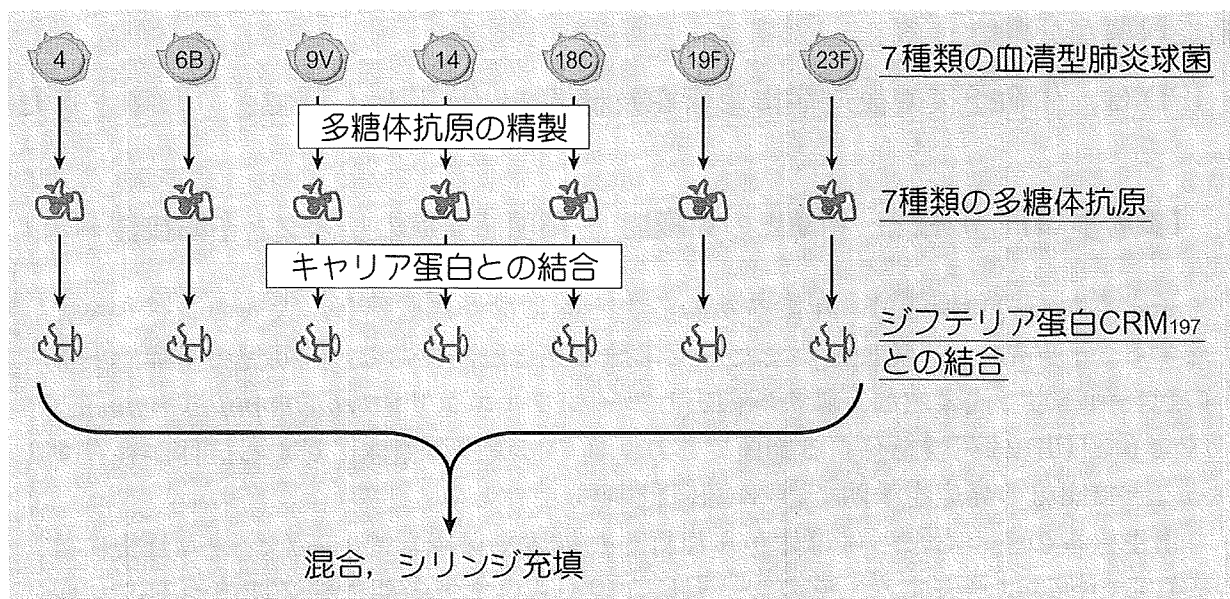 4 6B 9V 14 18C 19F 23F 7種類の血清型肺炎球菌
多糖体抗原の精製
7種類の多糖体抗原
キャリア蛋白との結合
ジフテリア蛋白CRM₁₉₇
との結合
混合，シリンジ充填